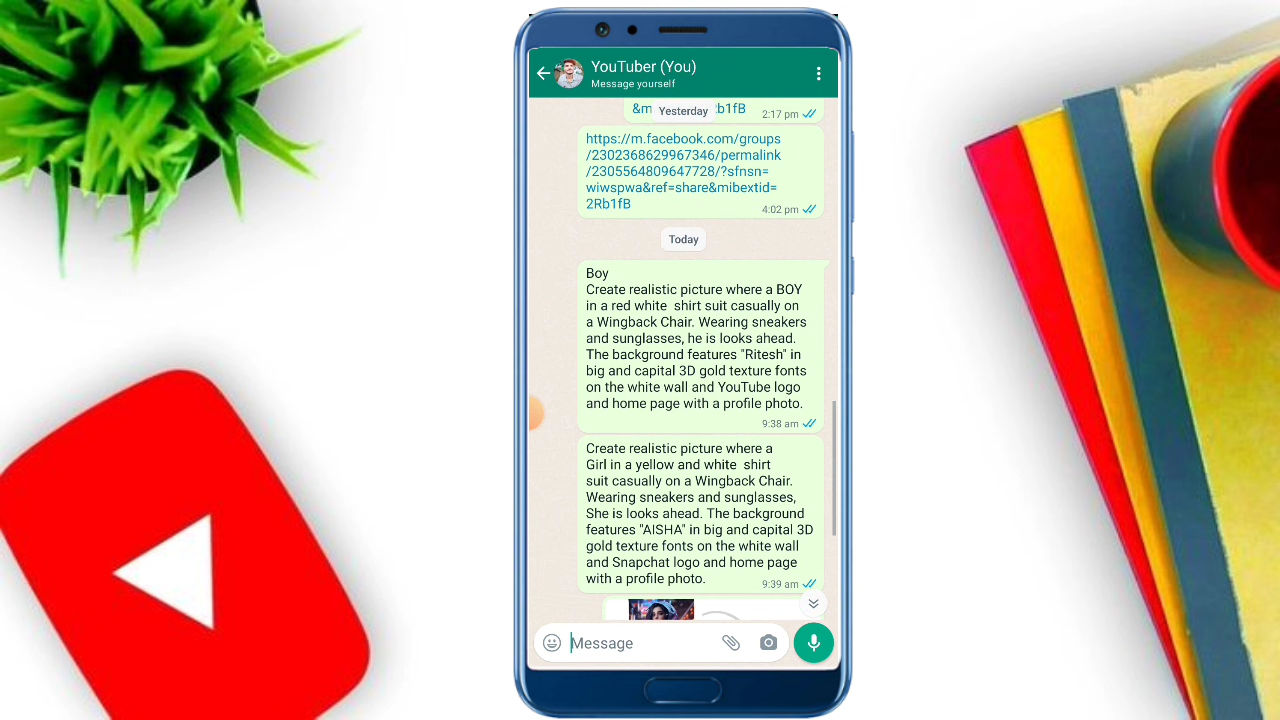 YouTuber (You)
Message yourself
&m
Yesterday
b1fB
2:17 pm
https://m.facebook.com/groups
/2302368629967346/permalink
/2305564809647728/?sfnsn=
wiwspwa&ref=share&mibextid=
2Rb1fB
4:02 pm
Today
Boy
Create realistic picture where a BOY
in a red white  shirt suit casually on
a Wingback Chair. Wearing sneakers
and sunglasses, he is looks ahead.
The background features "Ritesh" in
big and capital 3D gold texture fonts
on the white wall and YouTube logo
and home page with a profile photo.
9:38 am
Create realistic picture where a
Girl in a yellow and white  shirt
suit casually on a Wingback Chair.
Wearing sneakers and sunglasses,
She is looks ahead. The background
features "AISHA" in big and capital 3D
gold texture fonts on the white wall
and Snapchat logo and home page
with a profile photo.
9:39 am
Message